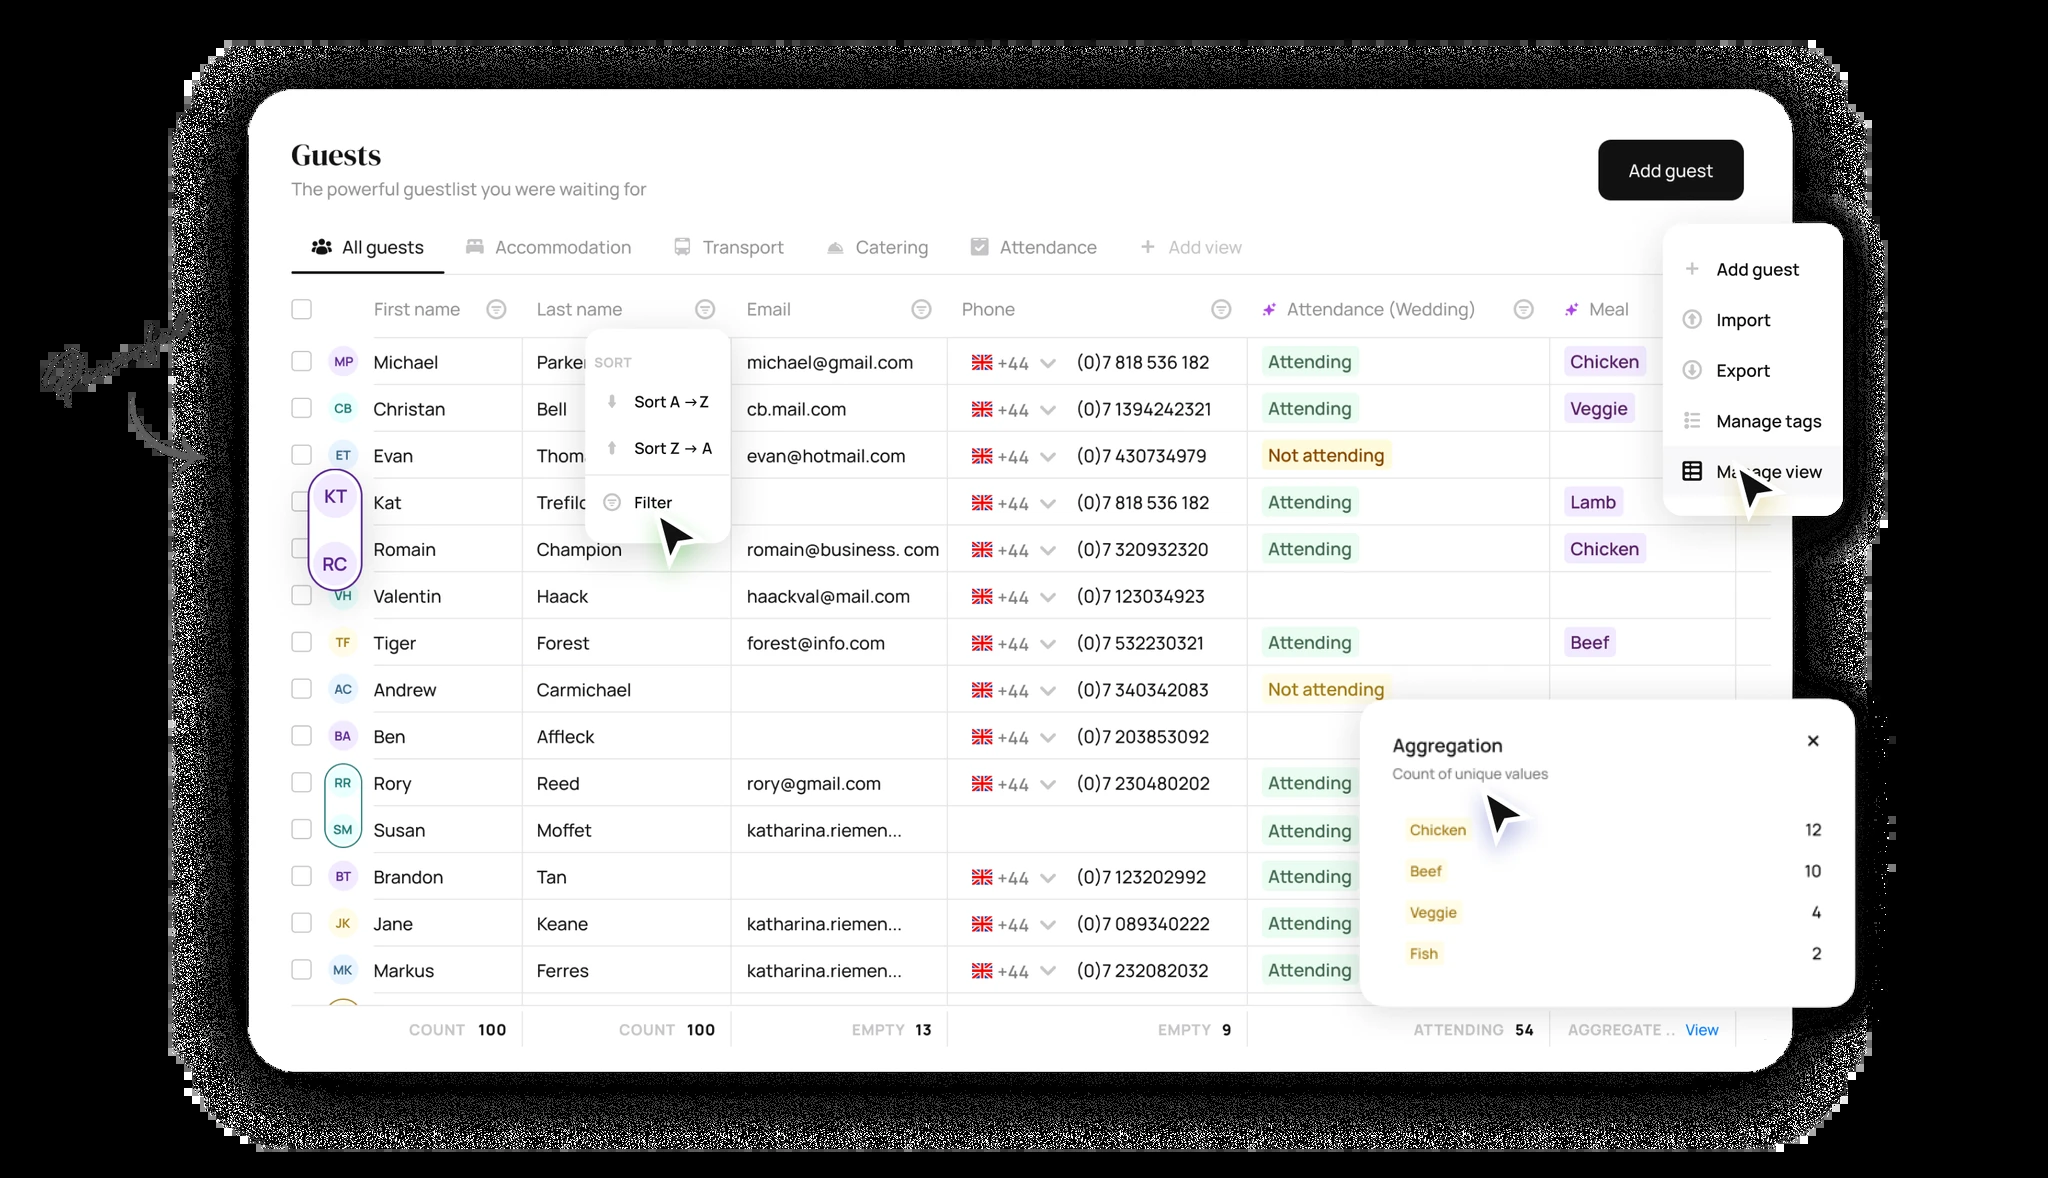 Guests
The powerful guestlist you were waiting for
Add guest
All guests Accommodation Transport Catering Attendance + Add view
First name Last name Email Phone Attendance (Wedding) Meal
MP Michael Parker michael@gmail.com +44 (0)7 818 536 182 Attending Chicken
CB Christan Bell cb.mail.com +44 (0)7 1394242321 Attending Veggie
ET Evan Thom evan@hotmail.com +44 (0)7 430734979 Not attending
KT Kat Trefilo +44 (0)7 818 536 182 Attending Lamb
RC Romain Champion romain@business. com +44 (0)7 320932320 Attending Chicken
VH Valentin Haack haackval@mail.com +44 (0)7 123034923
TF Tiger Forest forest@info.com +44 (0)7 532230321 Attending Beef
AC Andrew Carmichael +44 (0)7 340342083 Not attending
BA Ben Affleck +44 (0)7 203853092
RR Rory Reed rory@gmail.com +44 (0)7 230480202 Attending
SM Susan Moffet katharina.riemen... Attending
BT Brandon Tan +44 (0)7 123202992 Attending
JK Jane Keane katharina.riemen... +44 (0)7 089340222 Attending
MK Markus Ferres katharina.riemen... +44 (0)7 232082032 Attending
COUNT 100 COUNT 100 EMPTY 13 EMPTY 9 ATTENDING 54 AGGREGATE .. View
SORT
Sort A → Z
Sort Z → A
Filter
+ Add guest
Import
Export
Manage tags
Manage view
Aggregation ×
Count of unique values
Chicken 12
Beef 10
Veggie 4
Fish 2